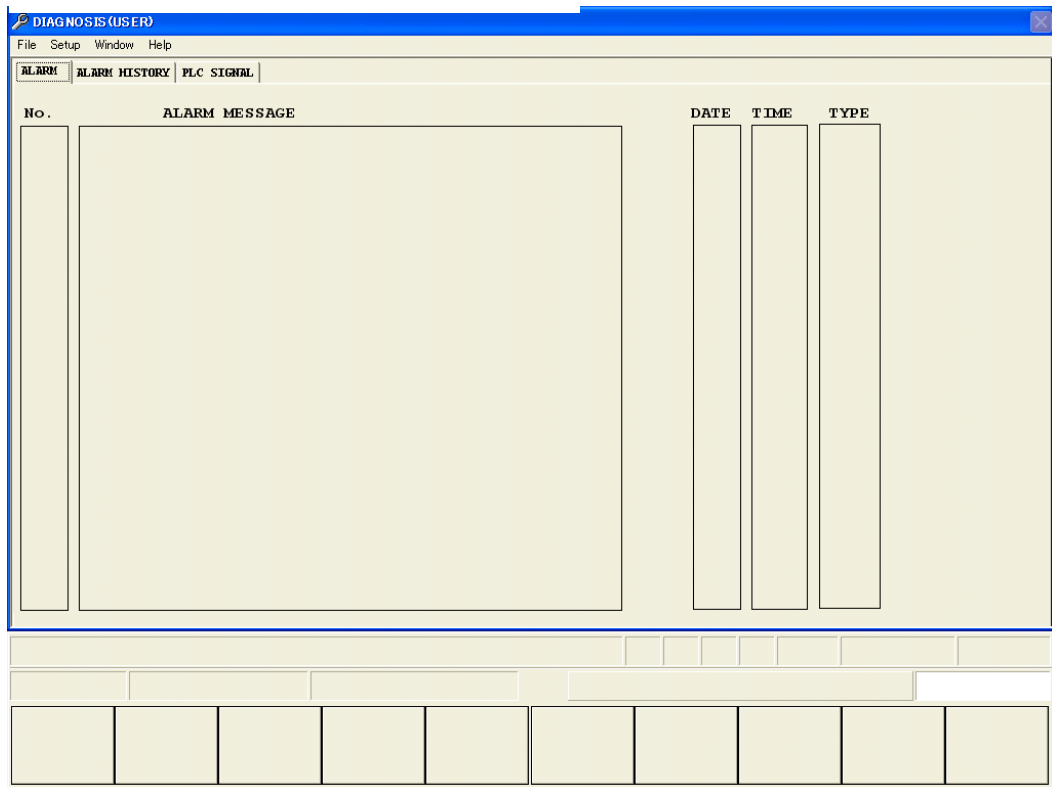 DIAGNOSIS(USER)
File Setup Window Help
ALARM ALARM HISTORY PLC SIGNAL
No. ALARM MESSAGE DATE TIME TYPE